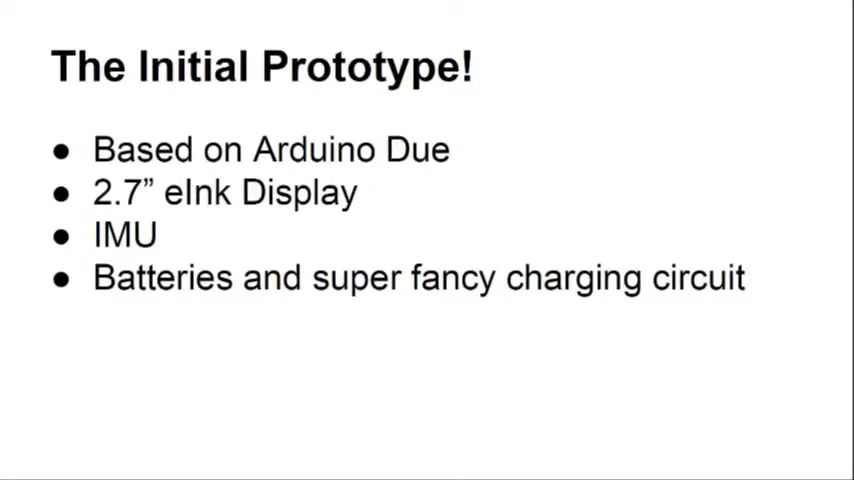 The Initial Prototype!
● Based on Arduino Due
● 2.7” eInk Display
● IMU
● Batteries and super fancy charging circuit